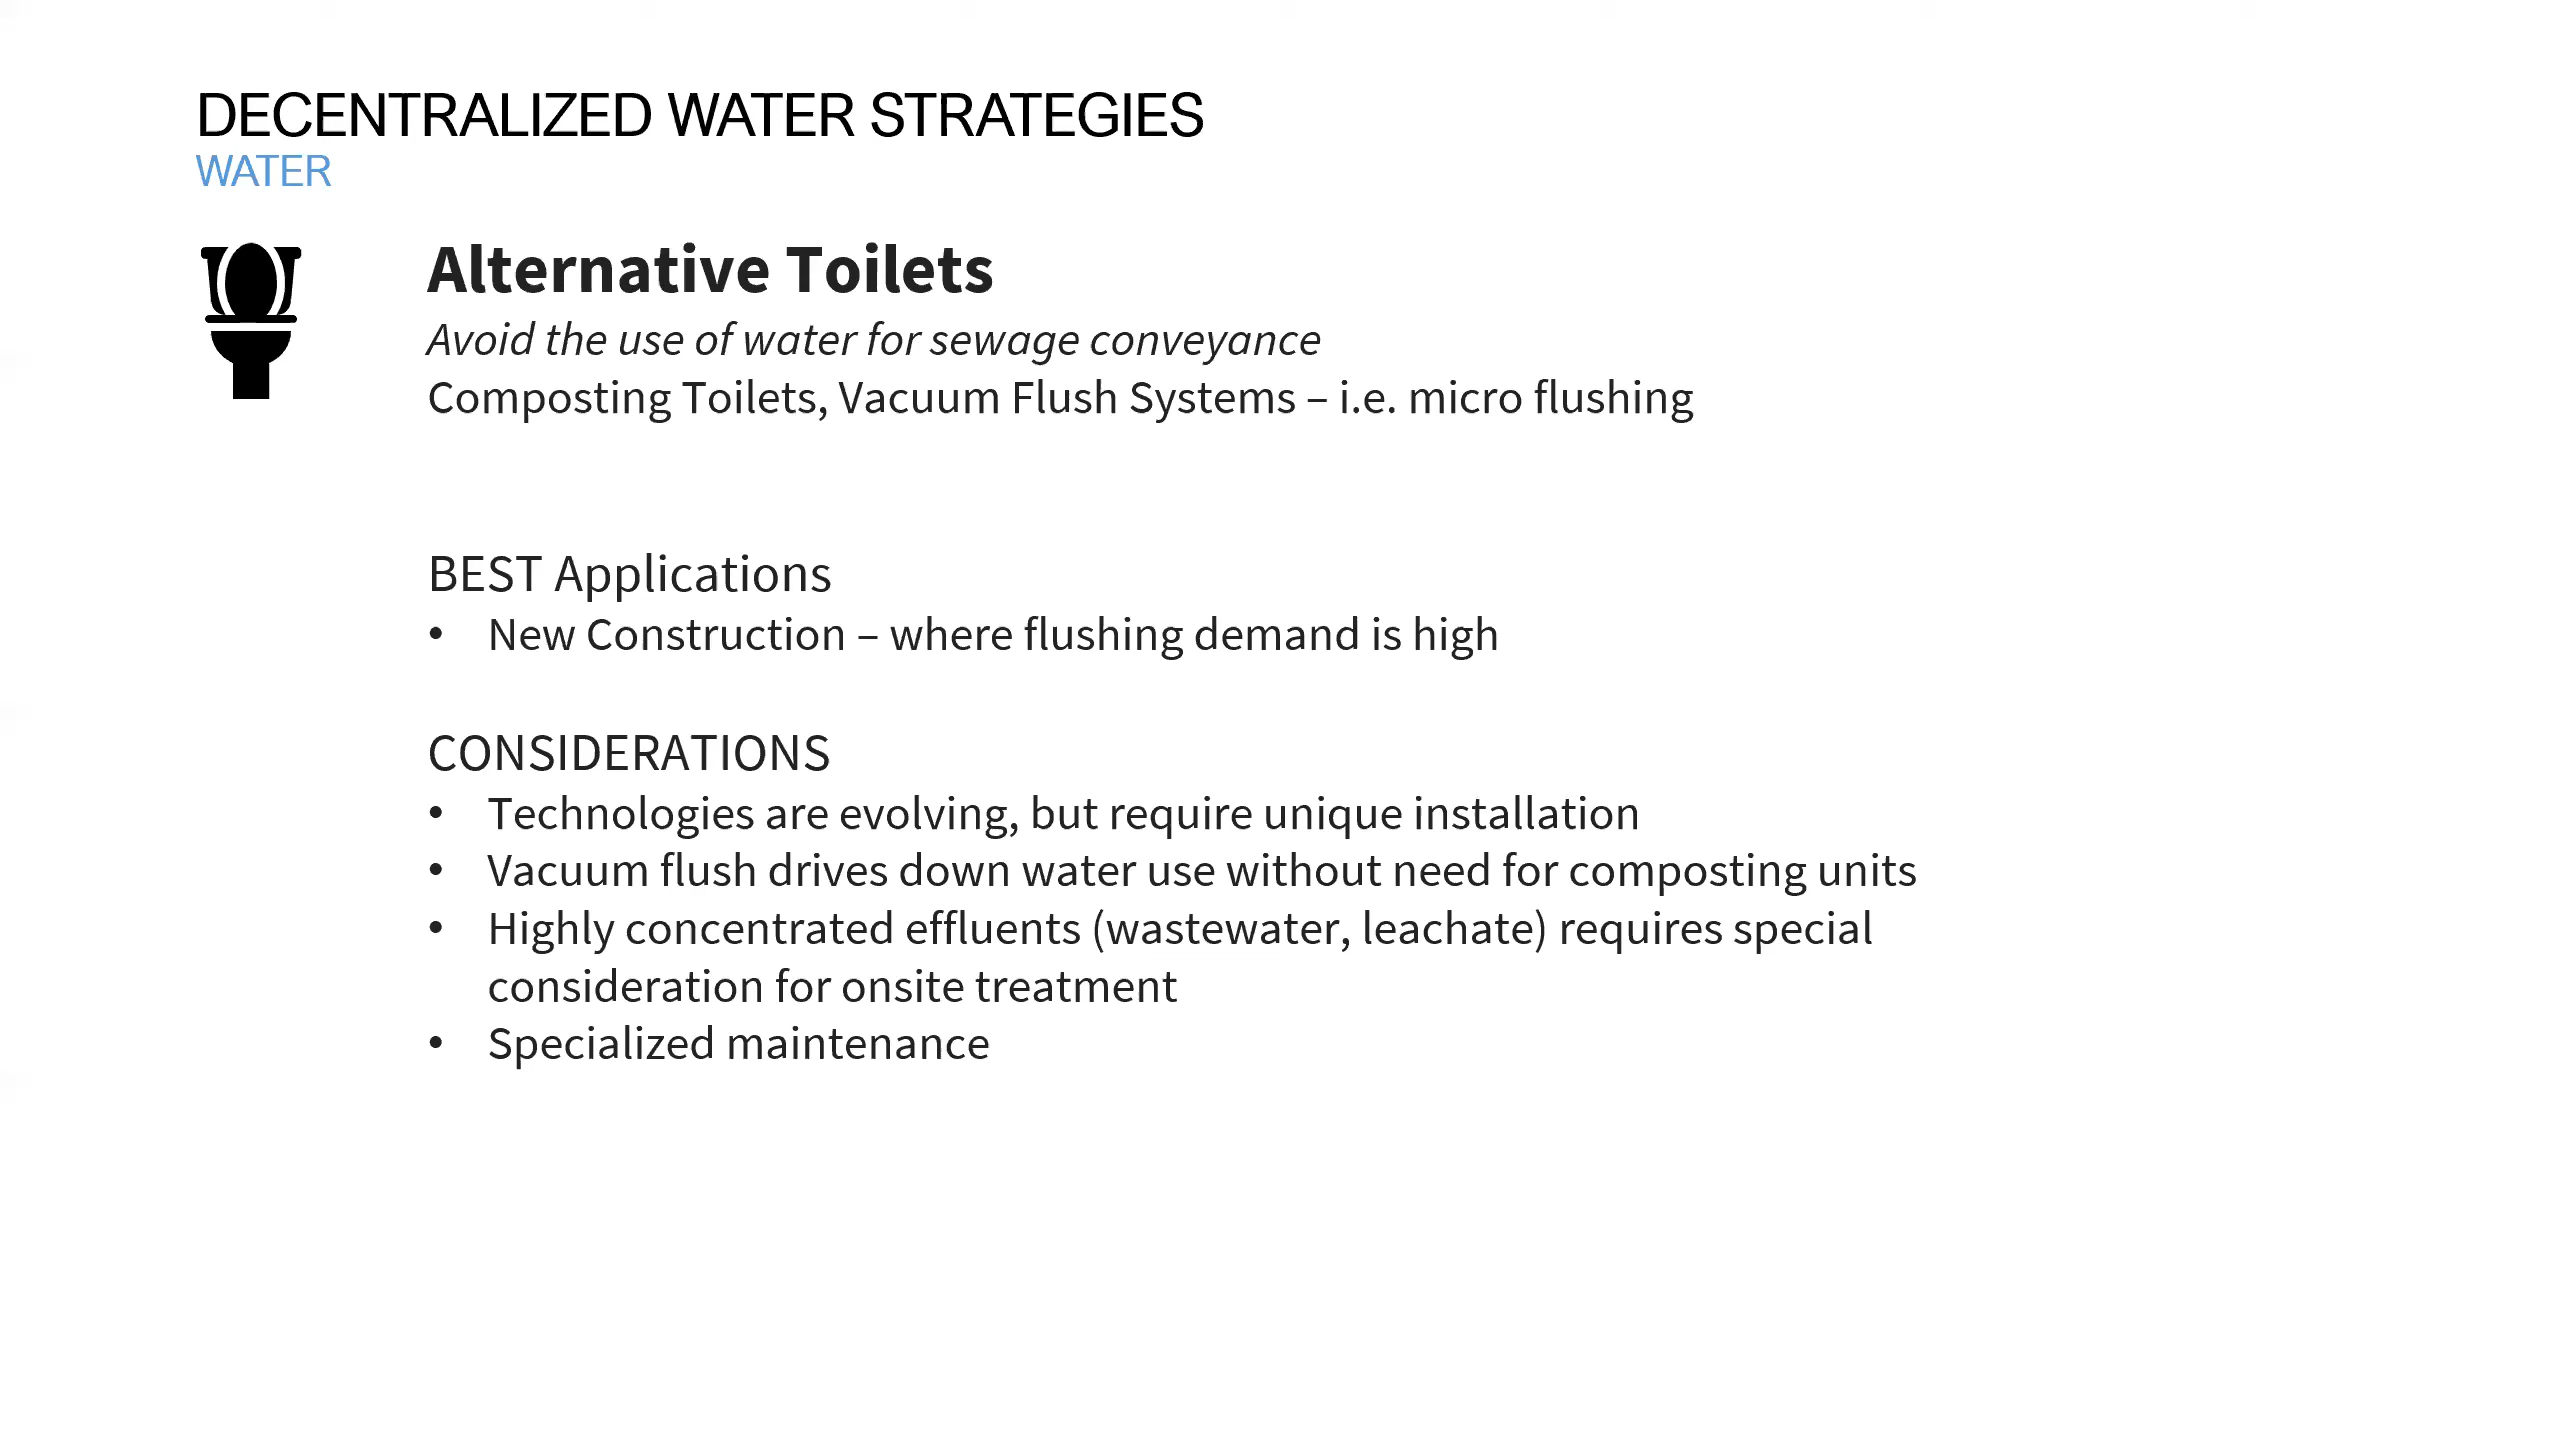 DECENTRALIZED WATER STRATEGIES
WATER
Alternative Toilets
Avoid the use of water for sewage conveyance
Composting Toilets, Vacuum Flush Systems – i.e. micro flushing
BEST Applications
• New Construction – where flushing demand is high
CONSIDERATIONS
• Technologies are evolving, but require unique installation
• Vacuum flush drives down water use without need for composting units
• Highly concentrated effluents (wastewater, leachate) requires special
consideration for onsite treatment
• Specialized maintenance